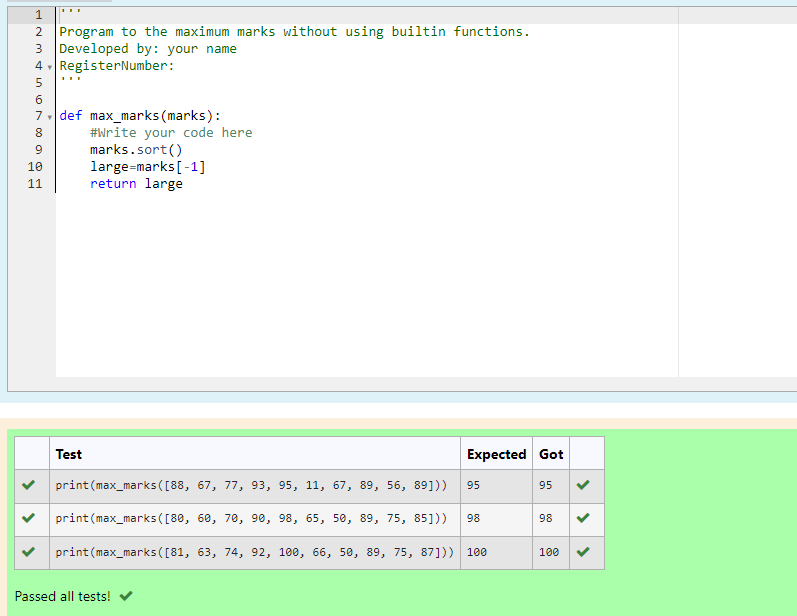 1 '''
2 Program to the maximum marks without using builtin functions.
3 Developed by: your name
4 RegisterNumber:
5 '''
6
7 def max_marks(marks):
8     #Write your code here
9     marks.sort()
10     large=marks[-1]
11     return large
Test Expected Got
print(max_marks([88, 67, 77, 93, 95, 11, 67, 89, 56, 89])) 95 95
print(max_marks([80, 60, 70, 90, 98, 65, 50, 89, 75, 85])) 98 98
print(max_marks([81, 63, 74, 92, 100, 66, 50, 89, 75, 87])) 100 100
Passed all tests!